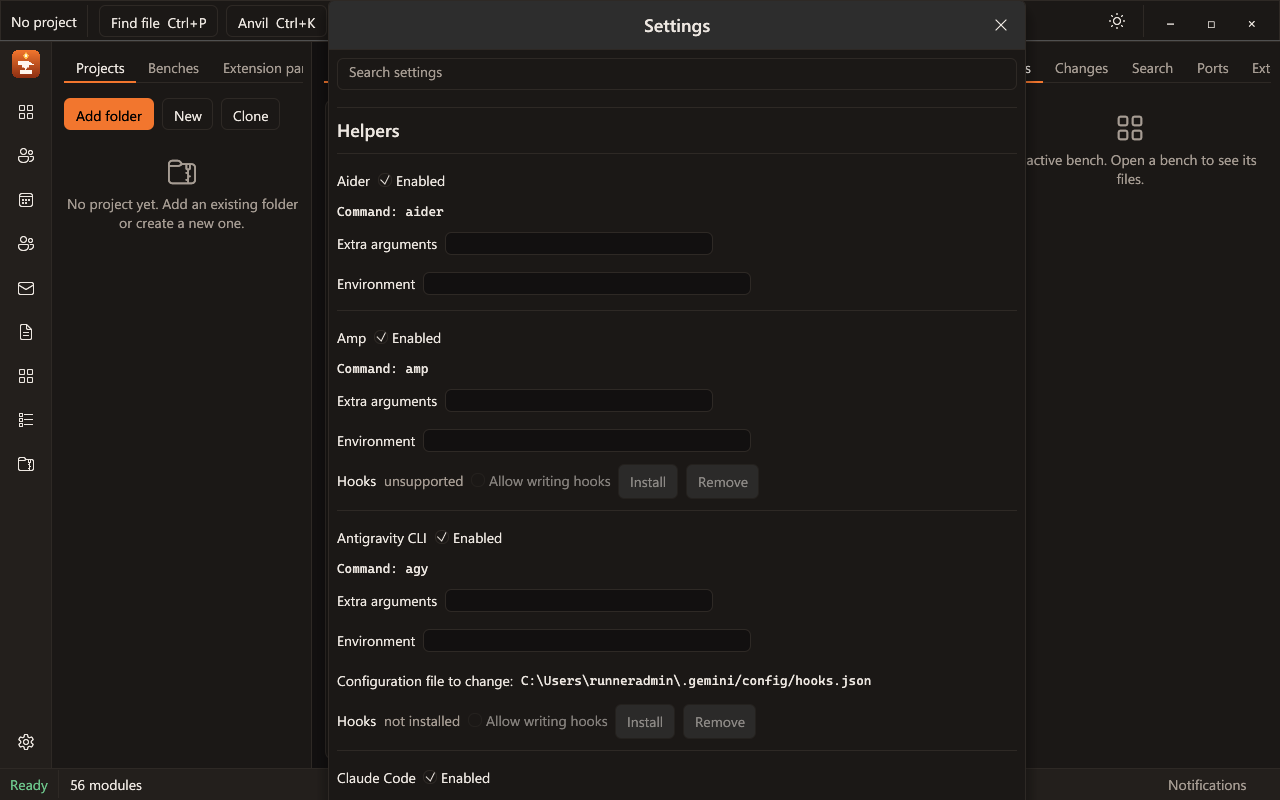 No project
Find file Ctrl+P
Anvil Ctrl+K
Settings
Projects
Benches
Extension par
Changes
Search
Ports
Ext
Search settings
Add folder
New
Clone
No project yet. Add an existing folder
or create a new one.
active bench. Open a bench to see its
files.
Helpers
Aider Enabled
Command: aider
Extra arguments
Environment
Amp Enabled
Command: amp
Extra arguments
Environment
Hooks unsupported Allow writing hooks Install Remove
Antigravity CLI Enabled
Command: agy
Extra arguments
Environment
Configuration file to change: C:\Users\runneradmin\.gemini/config/hooks.json
Hooks not installed Allow writing hooks Install Remove
Claude Code Enabled
Ready
56 modules
Notifications